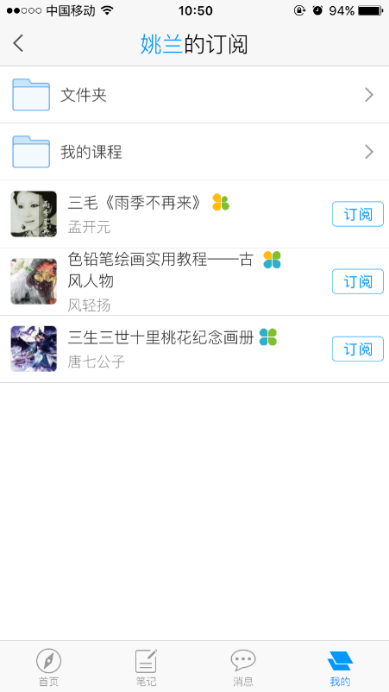 中国移动 10:50 94%
姚兰的订阅
文件夹
我的课程
三毛《雨季不再来》
孟开元
订阅
色铅笔绘画实用教程——古
风人物
风轻扬
订阅
三生三世十里桃花纪念画册
唐七公子
订阅
首页 笔记 消息 我的